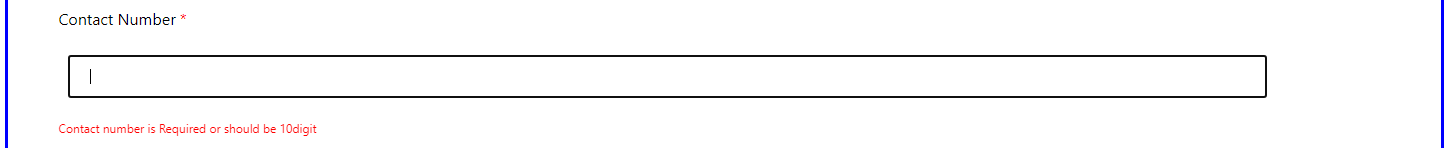 Contact Number *
Contact number is Required or should be 10digit